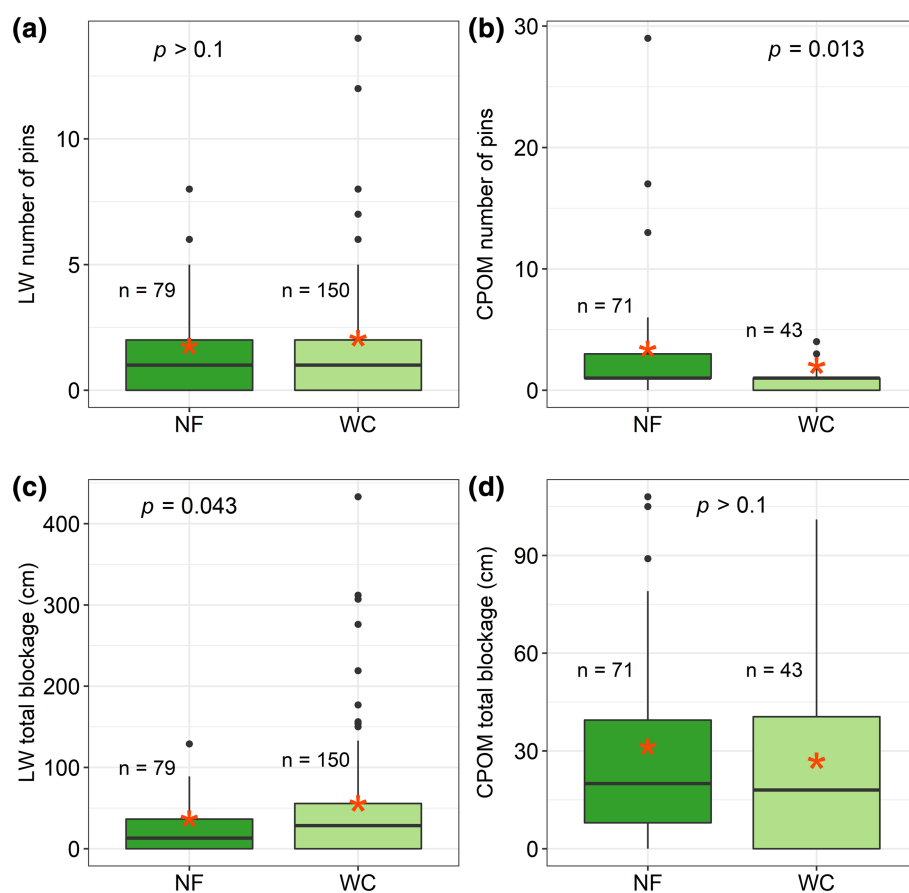 (a)
p > 0.1
LW number of pins
10
5
0
n = 79
n = 150
NF
WC
(b)
p = 0.013
CPOM number of pins
30
20
10
0
n = 71
n = 43
NF
WC
(c)
p = 0.043
LW total blockage (cm)
400
300
200
100
0
n = 79
n = 150
NF
WC
(d)
p > 0.1
CPOM total blockage (cm)
90
60
30
0
n = 71
n = 43
NF
WC